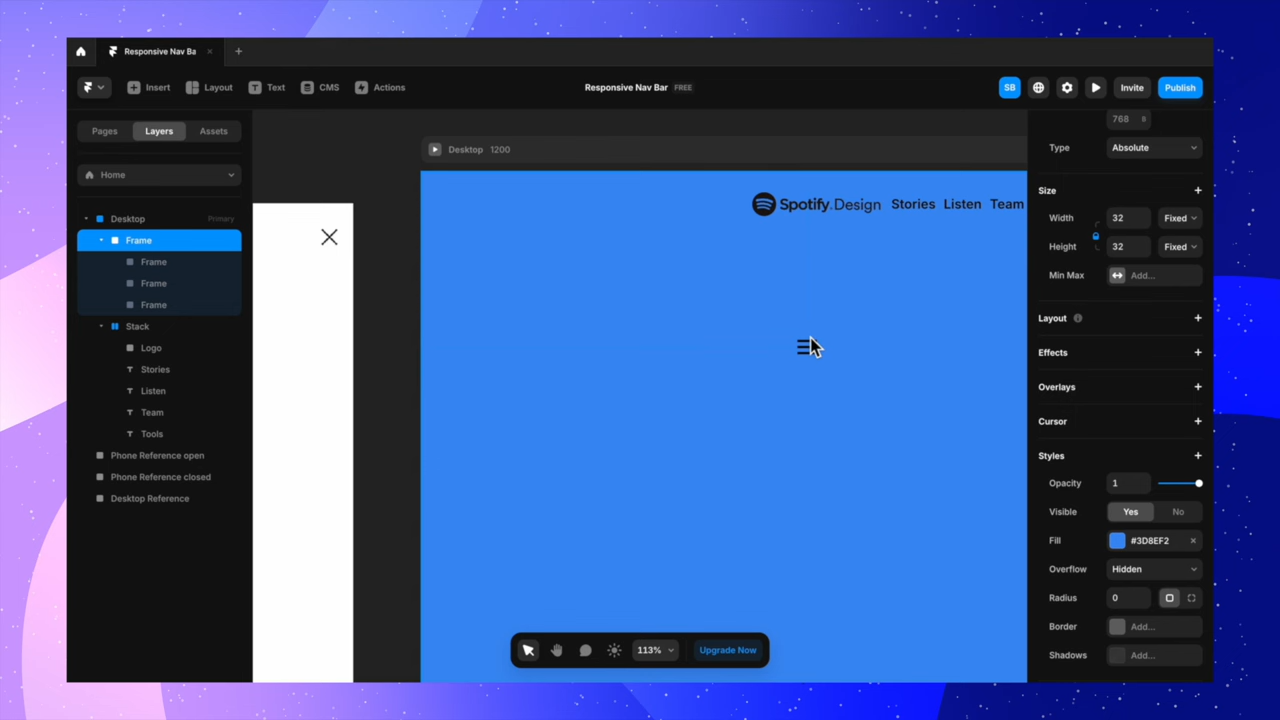 Responsive Nav Ba
Insert
Layout
Text
CMS
Actions
Responsive Nav Bar FREE
SB
Invite
Publish
Pages
Layers
Assets
Home
Desktop Primary
Frame
Frame
Frame
Frame
Stack
Logo
Stories
Listen
Team
Tools
Phone Reference open
Phone Reference closed
Desktop Reference
Desktop 1200
Spotify.Design Stories Listen Team
113%
Upgrade Now
768
Type Absolute
Size
Width 32 Fixed
Height 32 Fixed
Min Max Add...
Layout
Effects
Overlays
Cursor
Styles
Opacity 1
Visible Yes No
Fill #3D8EF2
Overflow Hidden
Radius 0
Border Add...
Shadows Add...